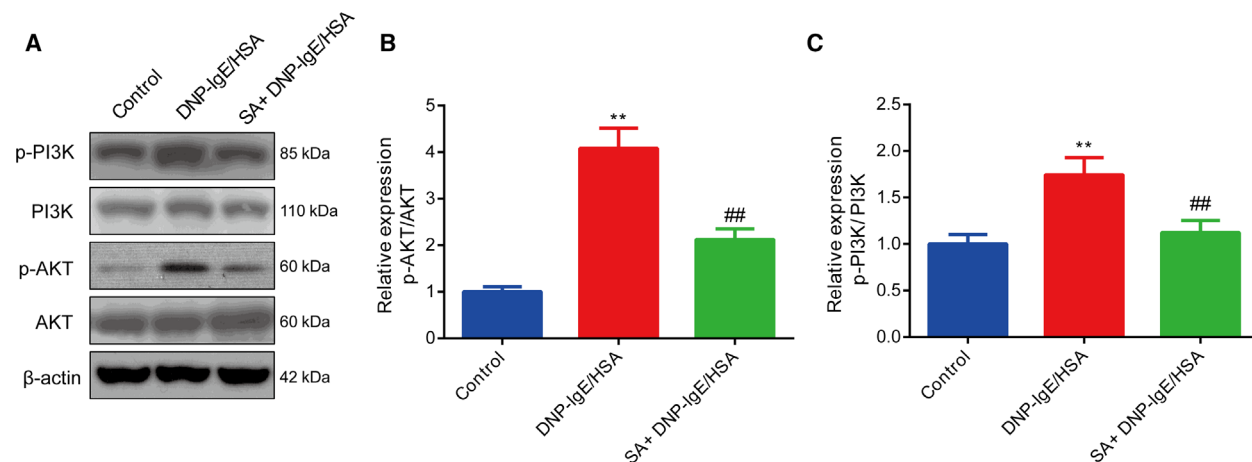 A
Control
DNP-IgE/HSA
SA+ DNP-IgE/HSA
p-PI3K
85 kDa
PI3K
110 kDa
p-AKT
60 kDa
AKT
60 kDa
β-actin
42 kDa
B
Relative expression
p-AKT/AKT
5
4
3
2
1
0
**
##
Control
DNP-IgE/HSA
SA+ DNP-IgE/HSA
C
Relative expression
p-PI3K/ PI3K
2.5
2.0
1.5
1.0
0.5
0.0
**
##
Control
DNP-IgE/HSA
SA+ DNP-IgE/HSA